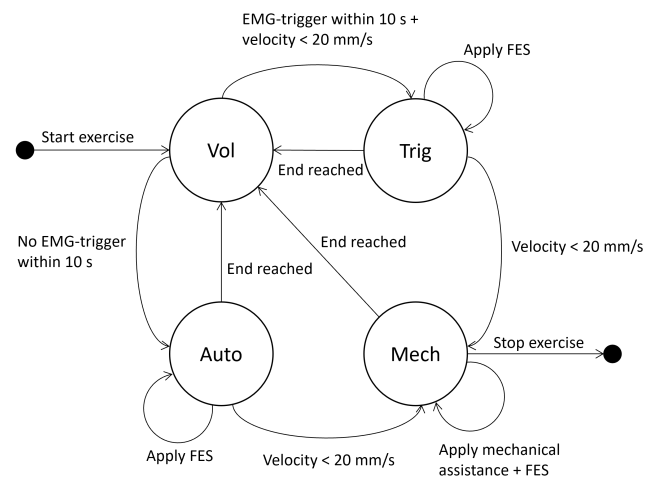 EMG-trigger within 10 s +
velocity < 20 mm/s
Apply FES
Start exercise
Vol
Trig
End reached
No EMG-trigger
within 10 s
End reached
Velocity < 20 mm/s
End reached
Auto
Mech
Stop exercise
Apply FES
Velocity < 20 mm/s
Apply mechanical
assistance + FES